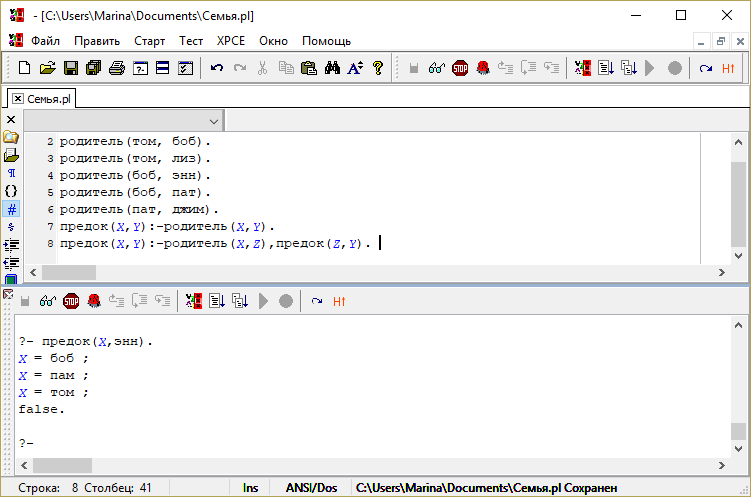 - [C:\Users\Marina\Documents\Семья.pl]
Файл Править Старт Тест XPCE Окно Помощь
Семья.pl
2 родитель(том, боб).
3 родитель(том, лиз).
4 родитель(боб, энн).
5 родитель(боб, пат).
6 родитель(пат, джим).
7 предок(X,Y):-родитель(X,Y).
8 предок(X,Y):-родитель(X,Z),предок(Z,Y).
?- предок(X,энн).
X = боб ;
X = пам ;
X = том ;
false.
?-
Строка: 8 Столбец: 41 Ins ANSI/Dos C:\Users\Marina\Documents\Семья.pl Сохранен